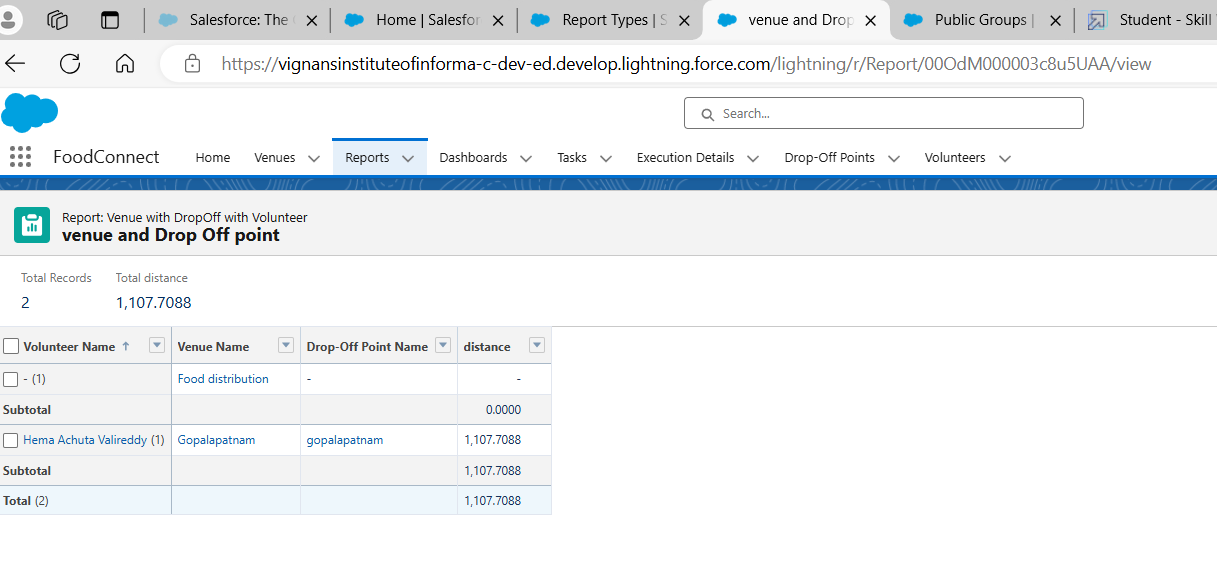 Salesforce: The
Home | Salesfor
Report Types | S
venue and Drop
Public Groups |
Student - Skill
https://vignansinstituteofinforma-c-dev-ed.develop.lightning.force.com/lightning/r/Report/00OdM000003c8u5UAA/view
Search...
FoodConnect Home Venues Reports Dashboards Tasks Execution Details Drop-Off Points Volunteers
Report: Venue with DropOff with Volunteer
venue and Drop Off point
Total Records Total distance
2 1,107.7088
Volunteer Name ↑ Venue Name Drop-Off Point Name distance
- (1) Food distribution - -
Subtotal 0.0000
Hema Achuta Valireddy (1) Gopalapatnam gopalapatnam 1,107.7088
Subtotal 1,107.7088
Total (2) 1,107.7088